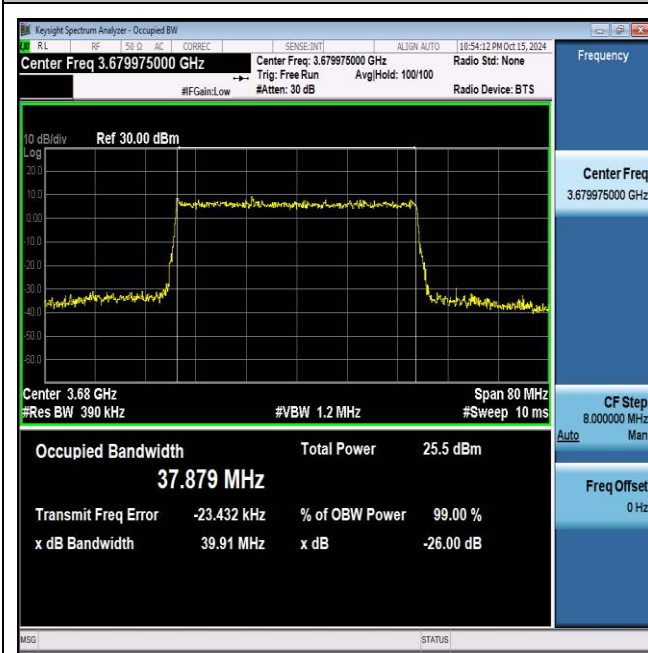 Keysight Spectrum Analyzer - Occupied BW
RL RF 50 Ω AC CORREC SENSE:INT ALIGN AUTO 10:54:12 PM Oct 15, 2024
Center Freq 3.679975000 GHz Center Freq: 3.679975000 GHz Radio Std: None
Trig: Free Run Avg|Hold: 100/100
#IFGain:Low #Atten: 30 dB Radio Device: BTS
Frequency
10 dB/div Ref 30.00 dBm
Log
20.0
10.0
0.00
-10.0
-20.0
-30.0
-40.0
-50.0
-60.0
Center 3.68 GHz Span 80 MHz
#Res BW 390 kHz #VBW 1.2 MHz #Sweep 10 ms
Occupied Bandwidth Total Power 25.5 dBm
37.879 MHz
Transmit Freq Error -23.432 kHz % of OBW Power 99.00 %
x dB Bandwidth 39.91 MHz x dB -26.00 dB
Center Freq
3.679975000 GHz
CF Step
8.000000 MHz
Auto Man
Freq Offset
0 Hz
MSG STATUS